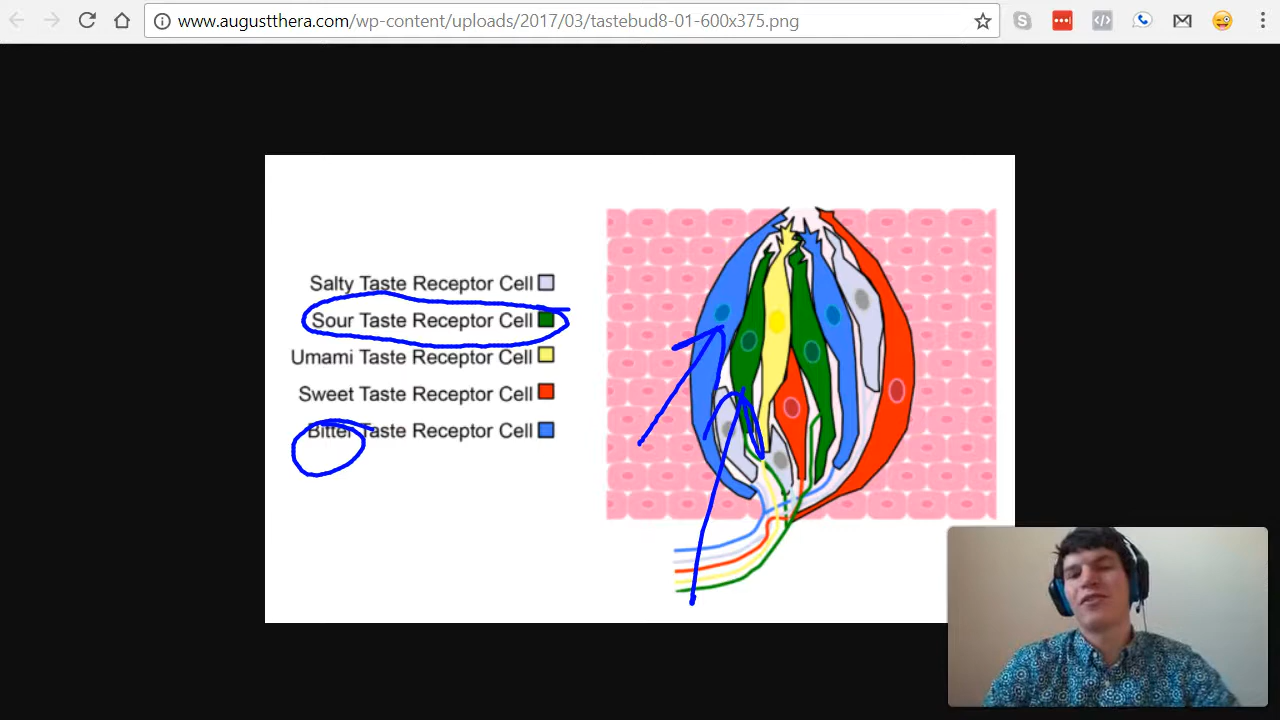 www.augustthera.com/wp-content/uploads/2017/03/tastebud8-01-600x375.png
Salty Taste Receptor Cell
Sour Taste Receptor Cell
Umami Taste Receptor Cell
Sweet Taste Receptor Cell
Bitter Taste Receptor Cell